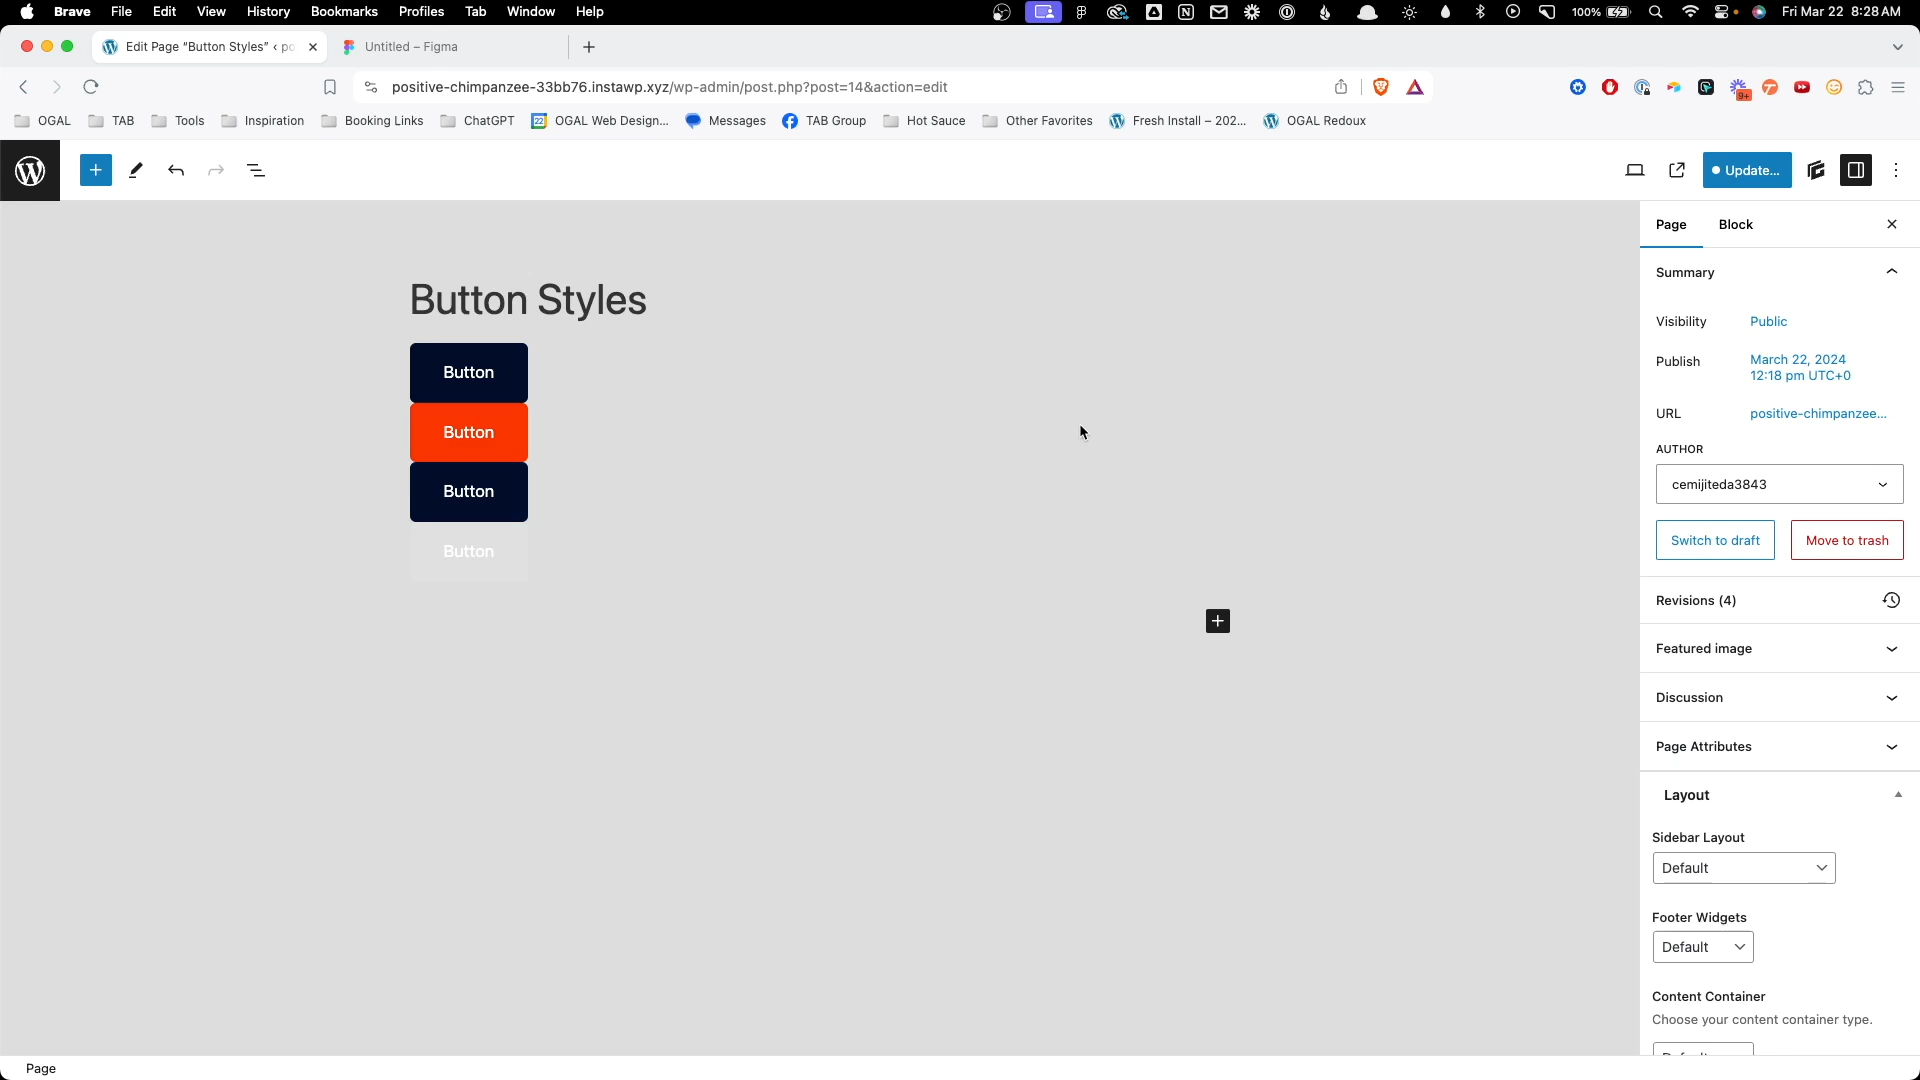 Brave File Edit View History Bookmarks Profiles Tab Window Help 100% Fri Mar 22 8:28 AM
Edit Page "Button Styles" ‹ po Untitled – Figma
positive-chimpanzee-33bb76.instawp.xyz/wp-admin/post.php?post=14&action=edit 9+
OGAL TAB Tools Inspiration Booking Links ChatGPT 22 OGAL Web Design... Messages TAB Group Hot Sauce Other Favorites Fresh Install – 202... OGAL Redoux
Update...
Page Block
Summary
Button Styles
Visibility Public
Publish March 22, 2024
12:18 pm UTC+0
Button
URL positive-chimpanzee...
Button
AUTHOR
cemijiteda3843
Button
Switch to draft Move to trash
Button
Revisions (4)
Featured image
Discussion
Page Attributes
Layout
Sidebar Layout
Default
Footer Widgets
Default
Content Container
Choose your content container type.
Page